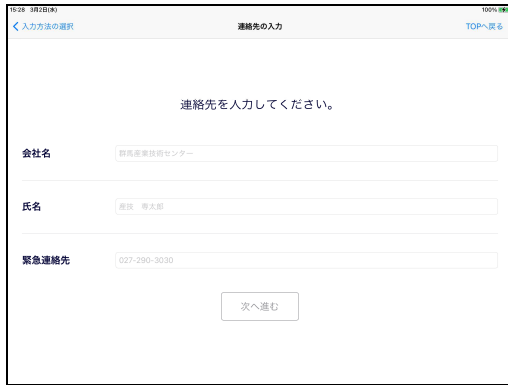 15:28 3月2日(水)
100%
入力方法の選択
連絡先の入力
TOPへ戻る
連絡先を入力してください。
会社名
群馬産業技術センター
氏名
産技 専太郎
緊急連絡先
027-290-3030
次へ進む